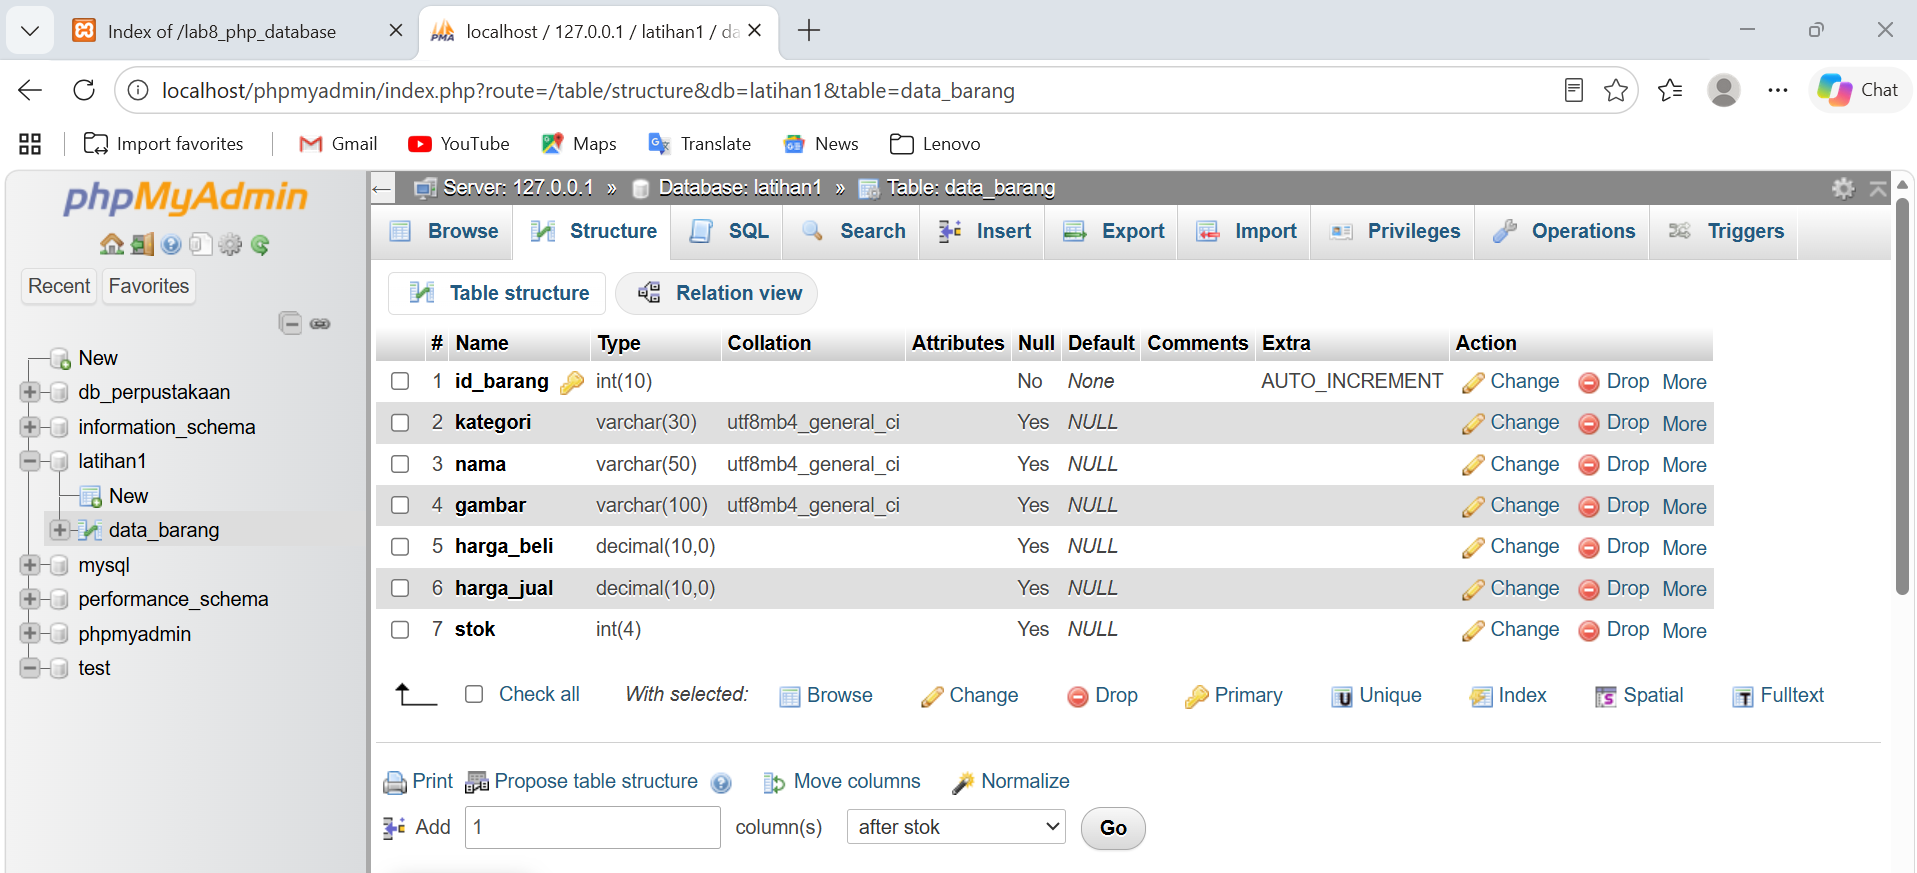 Index of /lab8_php_database
localhost / 127.0.0.1 / latihan1 / da
localhost/phpmyadmin/index.php?route=/table/structure&db=latihan1&table=data_barang
Chat
Import favorites
Gmail
YouTube
Maps
Translate
News
Lenovo
phpMyAdmin
Recent
Favorites
New
db_perpustakaan
information_schema
latihan1
New
data_barang
mysql
performance_schema
phpmyadmin
test
Server: 127.0.0.1 » Database: latihan1 » Table: data_barang
Browse Structure SQL Search Insert Export Import Privileges Operations Triggers
Table structure Relation view
# Name Type Collation Attributes Null Default Comments Extra Action
1 id_barang int(10) No None AUTO_INCREMENT Change Drop More
2 kategori varchar(30) utf8mb4_general_ci Yes NULL Change Drop More
3 nama varchar(50) utf8mb4_general_ci Yes NULL Change Drop More
4 gambar varchar(100) utf8mb4_general_ci Yes NULL Change Drop More
5 harga_beli decimal(10,0) Yes NULL Change Drop More
6 harga_jual decimal(10,0) Yes NULL Change Drop More
7 stok int(4) Yes NULL Change Drop More
Check all With selected: Browse Change Drop Primary Unique Index Spatial Fulltext
Print Propose table structure Move columns Normalize
Add 1 column(s) after stok Go